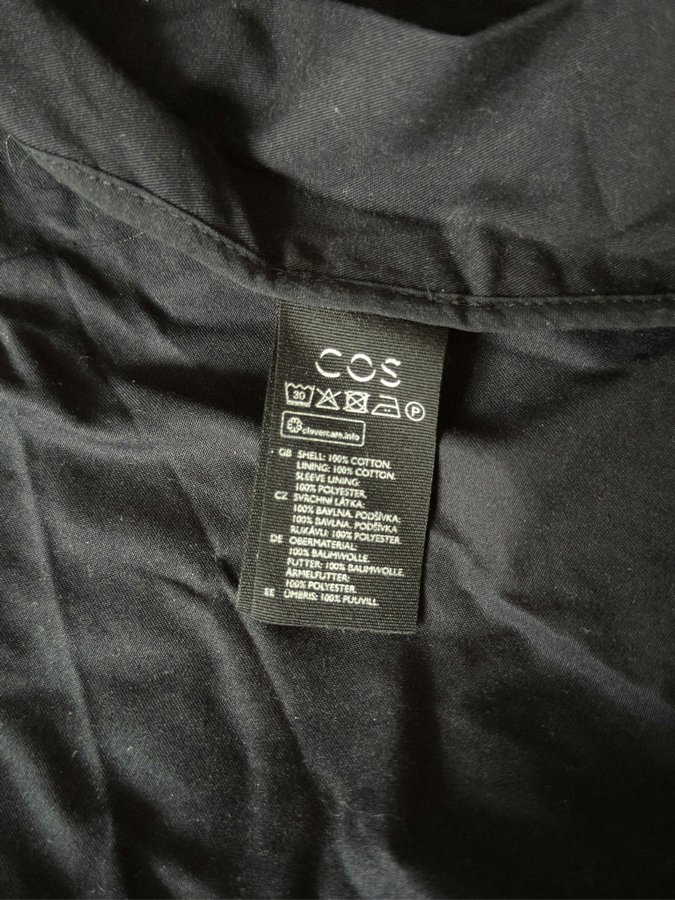 COS
30 P
clevercare.info
GB SHELL: 100% COTTON.
LINING: 100% COTTON.
SLEEVE LINING:
100% POLYESTER.
CZ SVRCHNÍ LÁTKA:
100% BAVLNA. PODŠÍVKA:
100% BAVLNA. PODŠÍVKA
RUKÁVU: 100% POLYESTER.
DE OBERMATERIAL:
100% BAUMWOLLE.
FUTTER: 100% BAUMWOLLE.
ÄRMELFUTTER:
100% POLYESTER.
EE ÜMBRIS: 100% PUUVILL